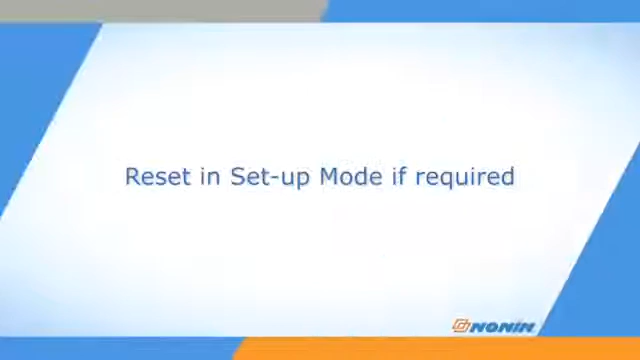 Reset in Set-up Mode if required
NONIN